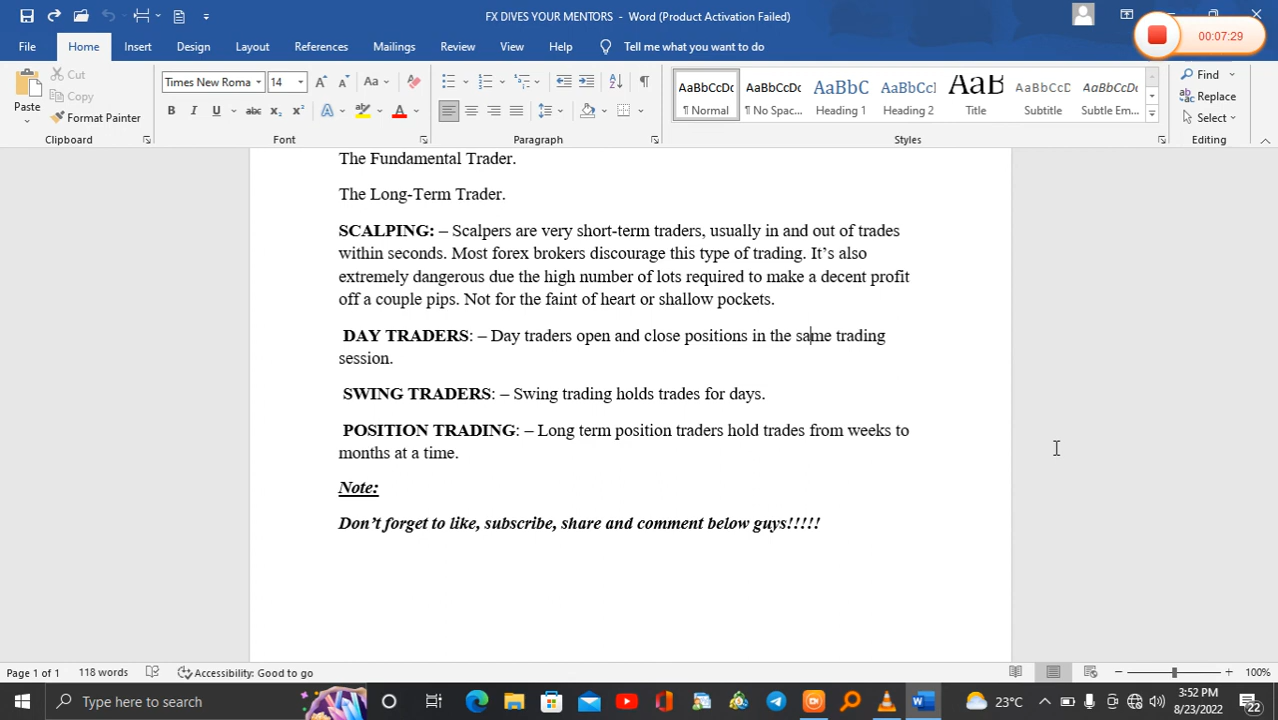 FX DIVES YOUR MENTORS - Word (Product Activation Failed)
00:07:29
File Home Insert Design Layout References Mailings Review View Help Tell me what you want to do
Paste
Cut
Copy
Format Painter
Clipboard
Times New Roma 14
Font
Paragraph
AaBbCcDc AaBbCcDc AaBbC AaBbCcI AaB AaBbCcD AaBbCcDc
¶ Normal ¶ No Spac... Heading 1 Heading 2 Title Subtitle Subtle Em...
Styles
Find
Replace
Select
Editing
The Fundamental Trader.
The Long-Term Trader.
SCALPING: – Scalpers are very short-term traders, usually in and out of trades
within seconds. Most forex brokers discourage this type of trading. It’s also
extremely dangerous due the high number of lots required to make a decent profit
off a couple pips. Not for the faint of heart or shallow pockets.
DAY TRADERS: – Day traders open and close positions in the same trading
session.
SWING TRADERS: – Swing trading holds trades for days.
POSITION TRADING: – Long term position traders hold trades from weeks to
months at a time.
Note:
Don’t forget to like, subscribe, share and comment below guys!!!!!
Page 1 of 1 118 words Accessibility: Good to go 100%
Type here to search 23°C 3:52 PM
8/23/2022 22